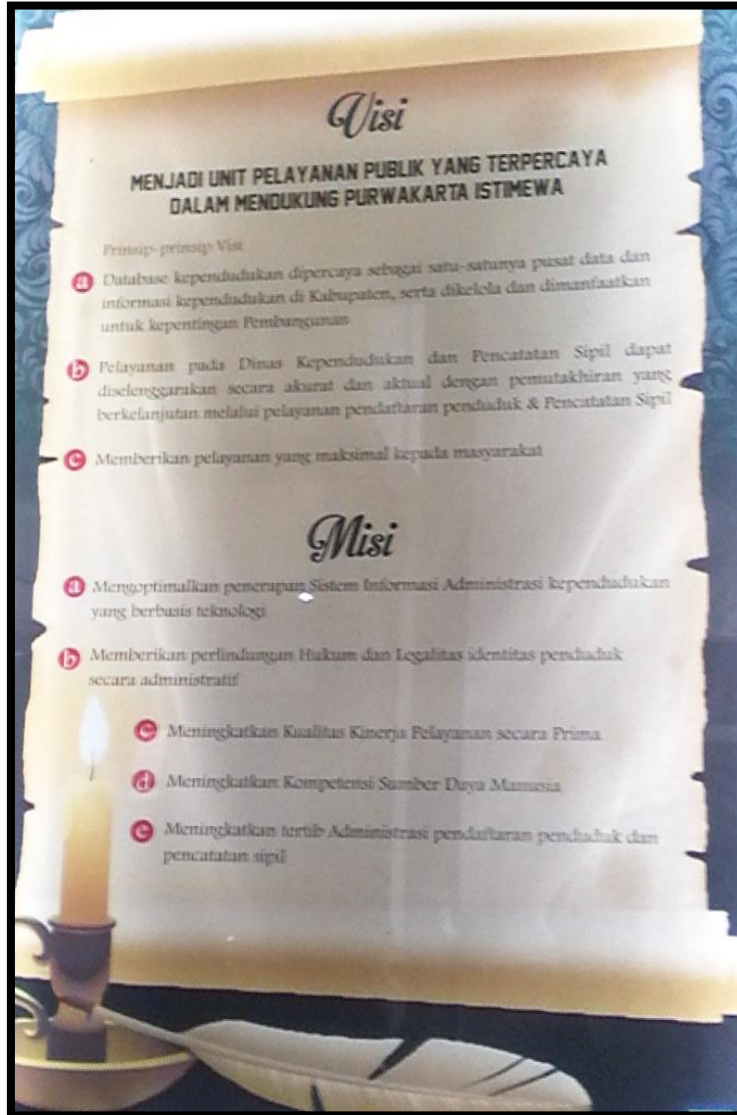 Visi
MENJADI UNIT PELAYANAN PUBLIK YANG TERPERCAYA
DALAM MENDUKUNG PURWAKARTA ISTIMEWA
Prinsip-prinsip Visi
a Database kependudukan dipercaya sebagai satu-satunya pusat data dan
informasi kependudukan di Kabupaten, serta dikelola dan dimanfaatkan
untuk kepentingan Pembangunan
b Pelayanan pada Dinas Kependudukan dan Pencatatan Sipil dapat
diselenggarakan secara akurat dan aktual dengan pemutakhiran yang
berkelanjutan melalui pelayanan pendaftaran penduduk & Pencatatan Sipil
c Memberikan pelayanan yang maksimal kepada masyarakat
Misi
a Mengoptimalkan penerapan Sistem Informasi Administrasi kependudukan
yang berbasis teknologi
b Memberikan perlindungan Hukum dan Legalitas identitas penduduk
secara administratif
c Meningkatkan Kualitas Kinerja Pelayanan secara Prima
d Meningkatkan Kompetensi Sumber Daya Manusia
e Meningkatkan tertib Administrasi pendaftaran penduduk dan
pencatatan sipil